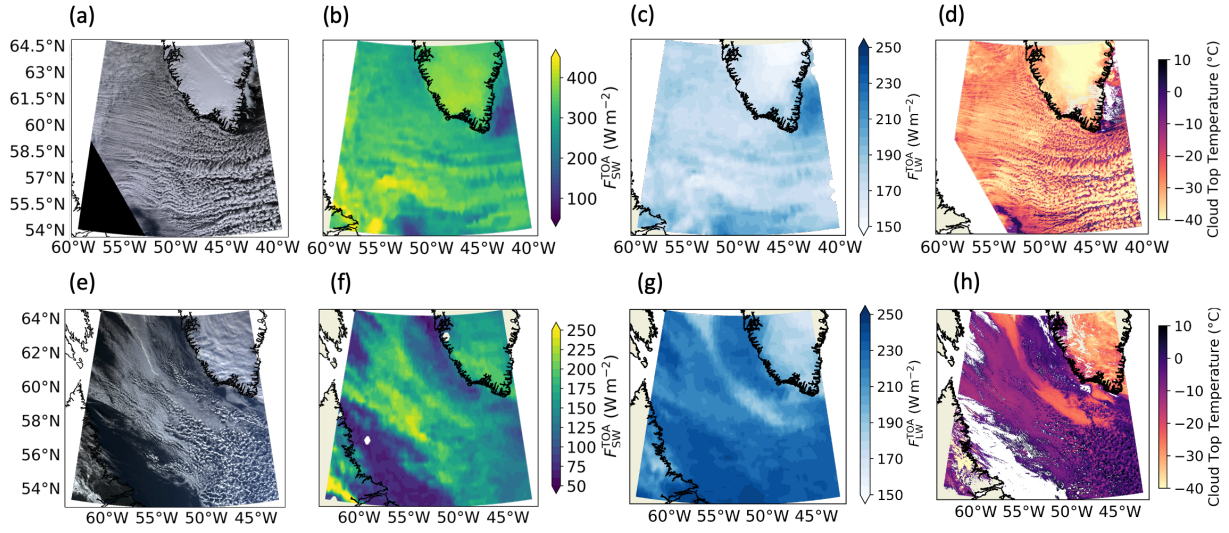 (a) (b) (c) (d)
64.5°N
63°N
61.5°N
60°N
58.5°N
57°N
55.5°N
54°N
60°W 55°W 50°W 45°W 40°W
60°W 55°W 50°W 45°W 40°W
400
300
200
100
F_SW^TOA (W m−2)
60°W 55°W 50°W 45°W 40°W
250
230
210
190
170
150
F_LW^TOA (W m−2)
60°W 55°W 50°W 45°W 40°W
10
0
−10
−20
−30
−40
Cloud Top Temperature (°C)
(e) (f) (g) (h)
64°N
62°N
60°N
58°N
56°N
54°N
60°W 55°W 50°W 45°W
60°W 55°W 50°W 45°W
250
225
200
175
150
125
100
75
50
F_SW^TOA (W m−2)
60°W 55°W 50°W 45°W
250
230
210
190
170
150
F_LW^TOA (W m−2)
60°W 55°W 50°W 45°W
10
0
−10
−20
−30
−40
Cloud Top Temperature (°C)